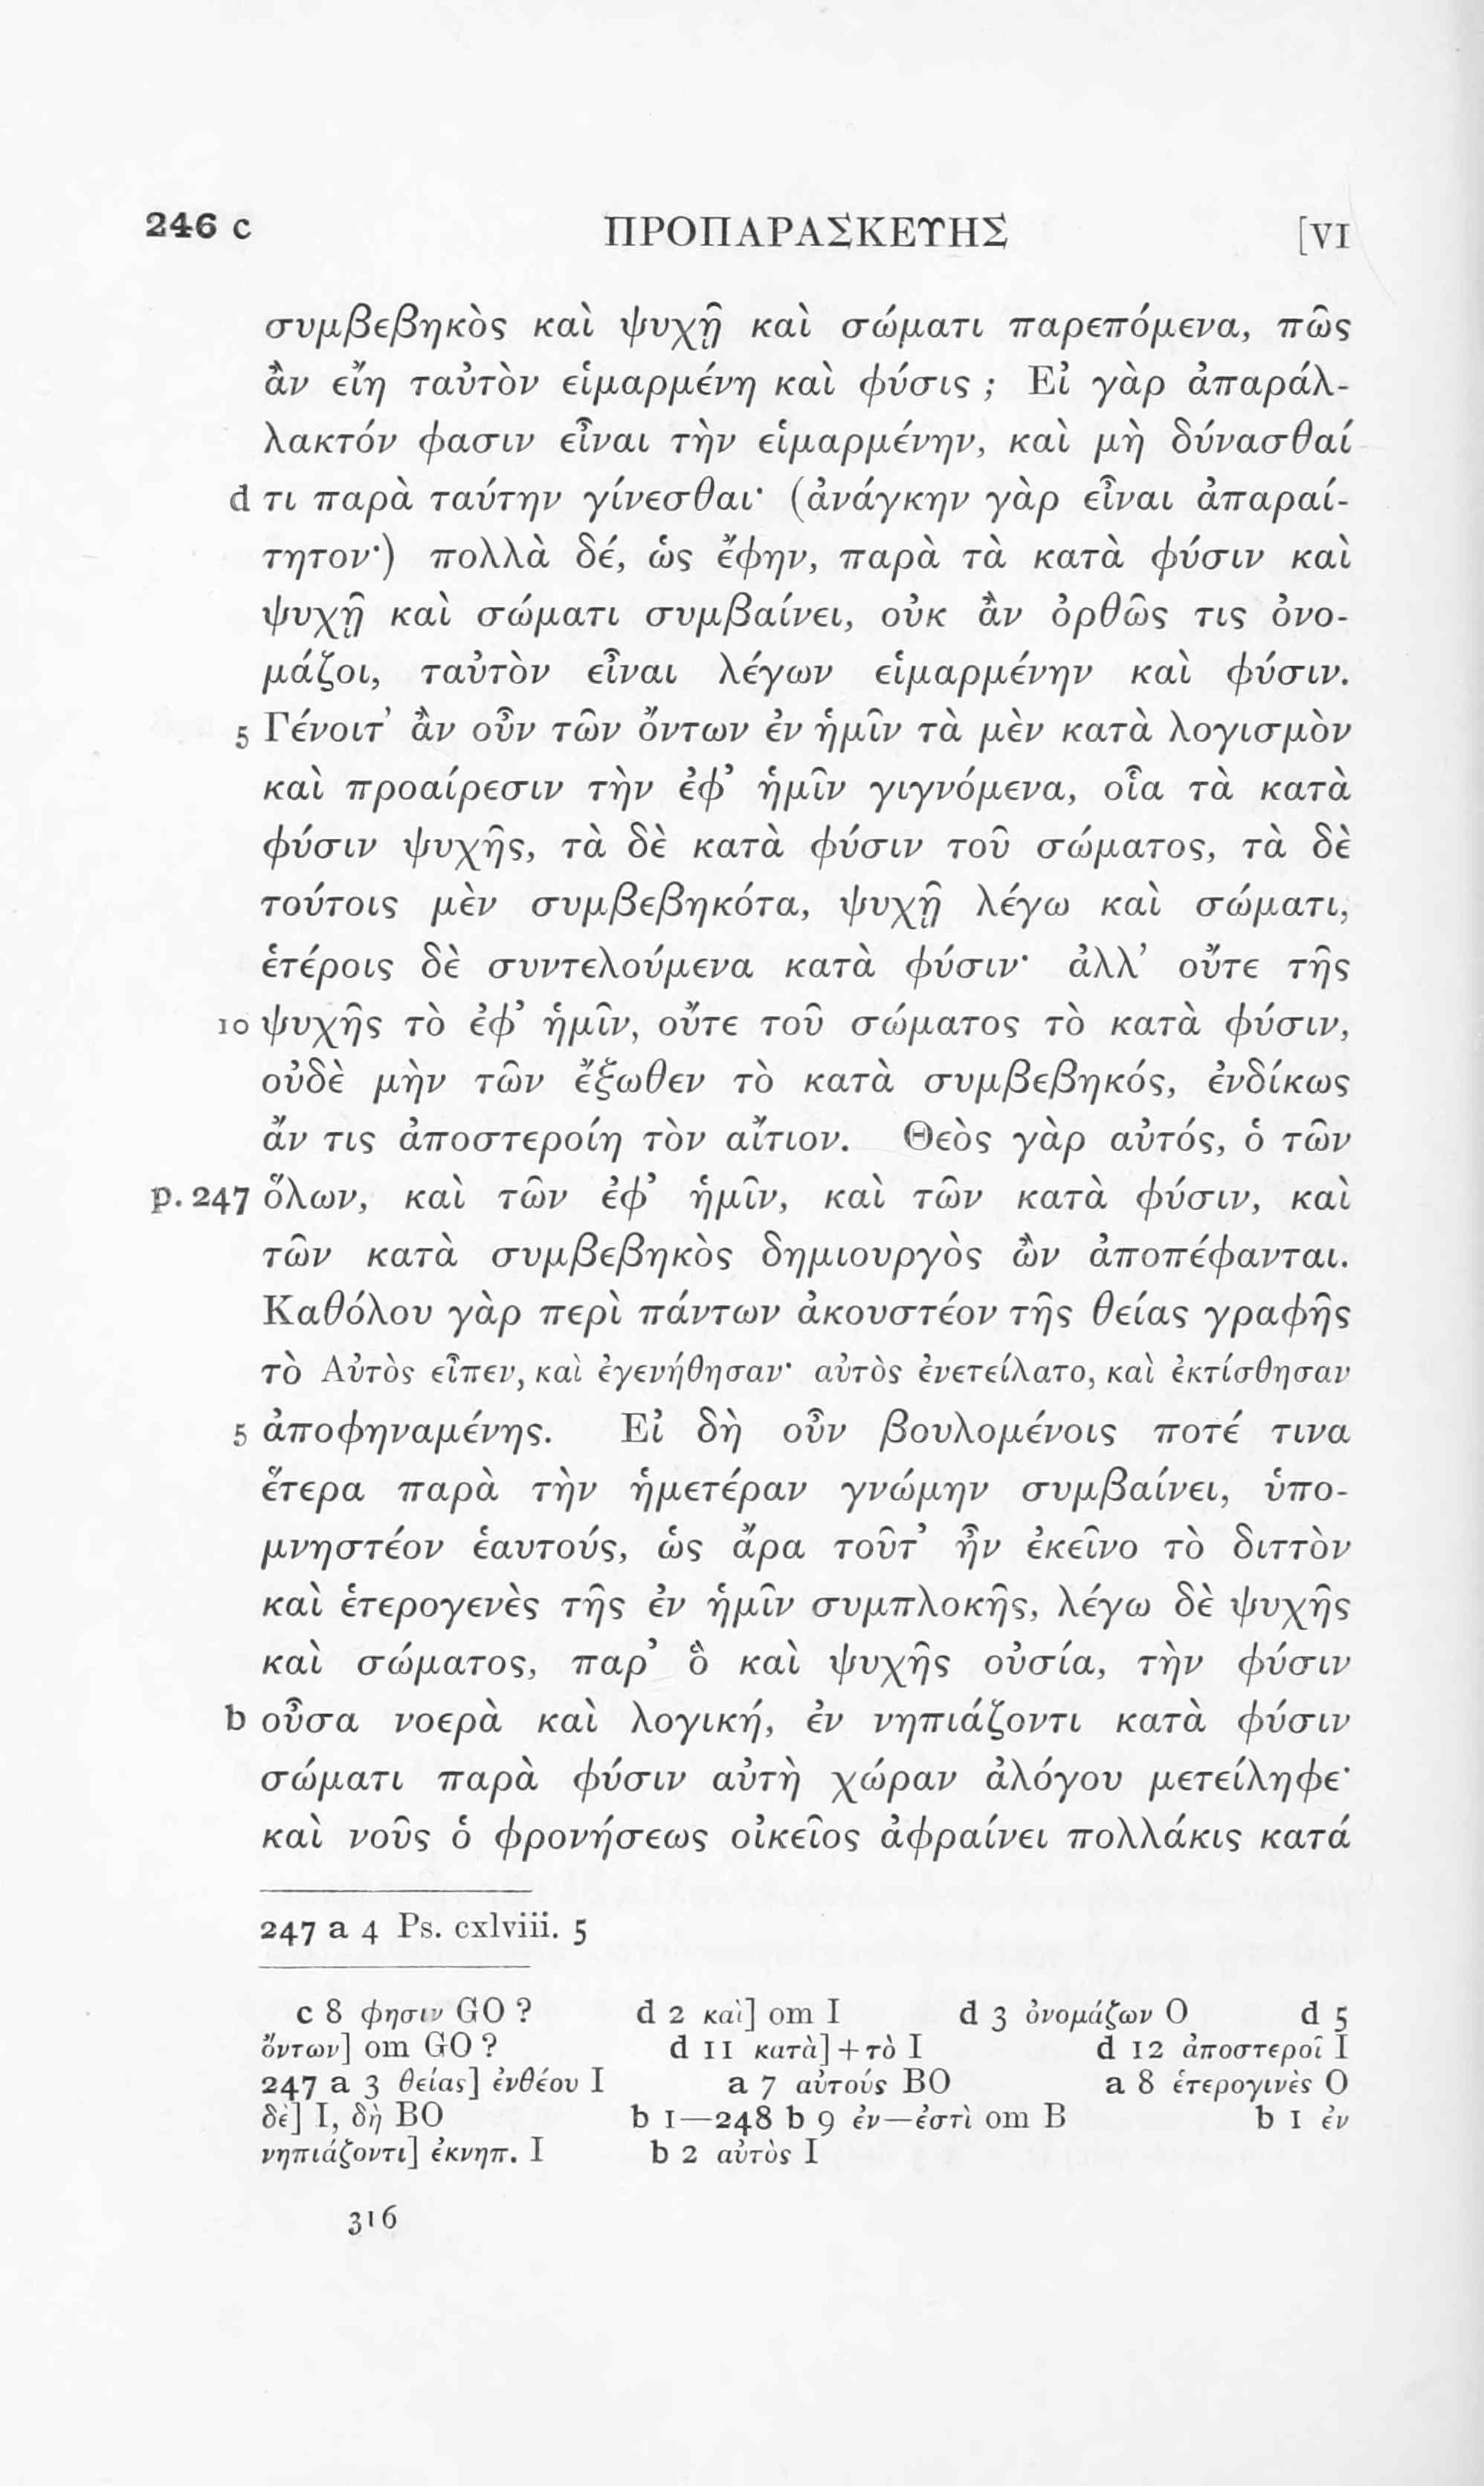 246 c ΠΡΟΠΑΡΑΣΚΕΥΗΣ [VI
συμβεβηκὸς καὶ ψυχῇ καὶ σώματι παρεπόμενα, πῶς
ἂν εἴη ταὐτὸν εἱμαρμένη καὶ φύσις ; Εἰ γὰρ ἀπαράλ-
λακτόν φασιν εἶναι τὴν εἱμαρμένην, καὶ μὴ δύνασθαί
d τι παρὰ ταύτην γίνεσθαι· (ἀνάγκην γὰρ εἶναι ἀπαραί-
τητον·) πολλὰ δέ, ὡς ἔφην, παρὰ τὰ κατὰ φύσιν καὶ
ψυχῇ καὶ σώματι συμβαίνει, οὐκ ἂν ὀρθῶς τις ὀνο-
μάζοι, ταὐτὸν εἶναι λέγων εἱμαρμένην καὶ φύσιν.
5 Γένοιτ’ ἂν οὖν τῶν ὄντων ἐν ἡμῖν τὰ μὲν κατὰ λογισμὸν
καὶ προαίρεσιν τὴν ἐφ’ ἡμῖν γιγνόμενα, οἷα τὰ κατὰ
φύσιν ψυχῆς, τὰ δὲ κατὰ φύσιν τοῦ σώματος, τὰ δὲ
τούτοις μὲν συμβεβηκότα, ψυχῇ λέγω καὶ σώματι,
ἑτέροις δὲ συντελούμενα κατὰ φύσιν· ἀλλ’ οὔτε τῆς
10 ψυχῆς τὸ ἐφ’ ἡμῖν, οὔτε τοῦ σώματος τὸ κατὰ φύσιν,
οὐδὲ μὴν τῶν ἔξωθεν τὸ κατὰ συμβεβηκός, ἐνδίκως
ἄν τις ἀποστεροίη τὸν αἴτιον. Θεὸς γὰρ αὐτός, ὁ τῶν
p. 247 ὅλων, καὶ τῶν ἐφ’ ἡμῖν, καὶ τῶν κατὰ φύσιν, καὶ
τῶν κατὰ συμβεβηκὸς δημιουργὸς ὢν ἀποπέφανται.
Καθόλου γὰρ περὶ πάντων ἀκουστέον τῆς θείας γραφῆς
τὸ Αὐτὸς εἶπεν, καὶ ἐγενήθησαν· αὐτὸς ἐνετείλατο, καὶ ἐκτίσθησαν
5 ἀποφηναμένης. Εἰ δὴ οὖν βουλομένοις ποτέ τινα
ἕτερα παρὰ τὴν ἡμετέραν γνώμην συμβαίνει, ὑπο-
μνηστέον ἑαυτούς, ὡς ἄρα τοῦτ’ ἦν ἐκεῖνο τὸ διττὸν
καὶ ἑτερογενὲς τῆς ἐν ἡμῖν συμπλοκῆς, λέγω δὲ ψυχῆς
καὶ σώματος, παρ’ ὃ καὶ ψυχῆς οὐσία, τὴν φύσιν
b οὖσα νοερὰ καὶ λογική, ἐν νηπιάζοντι κατὰ φύσιν
σώματι παρὰ φύσιν αὐτὴ χώραν ἀλόγου μετείληφε·
καὶ νοῦς ὁ φρονήσεως οἰκεῖος ἀφραίνει πολλάκις κατά
247 a 4 Ps. cxlviii. 5
c 8 φησιν GO ? d 2 καὶ] om I d 3 ὀνομάζων O d 5
ὄντων] om GO ? d 11 κατὰ] + τὸ I d 12 ἀποστεροῖ I
247 a 3 θείας] ἐνθέου I a 7 αὐτούς BO a 8 ἑτερογινὲς O
δὲ] I, δὴ BO b 1—248 b 9 ἐν—ἐστὶ om B b 1 ἐν
νηπιάζοντι] ἐκνηπ. I b 2 αὐτὸς I
316